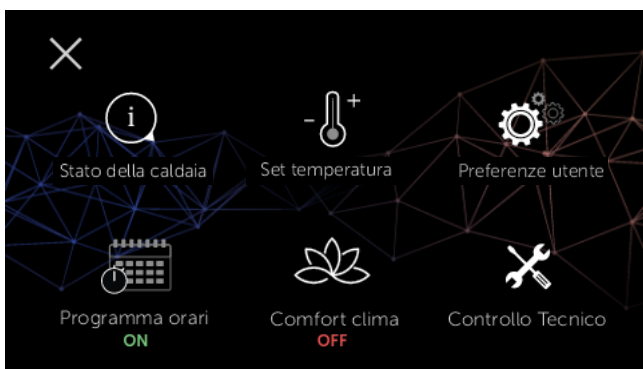 Stato della caldaia
Set temperatura
Preferenze utente
Programma orari
ON
Comfort clima
OFF
Controllo Tecnico